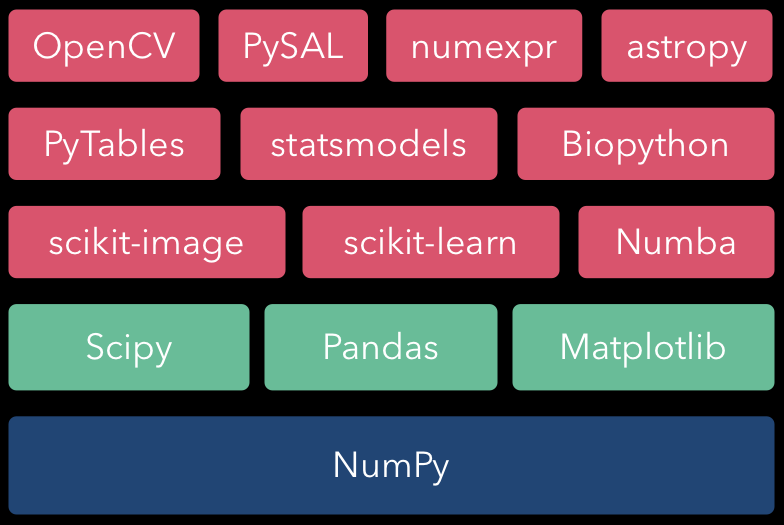 OpenCV PySAL numexpr astropy
PyTables statsmodels Biopython
scikit-image scikit-learn Numba
Scipy Pandas Matplotlib
NumPy